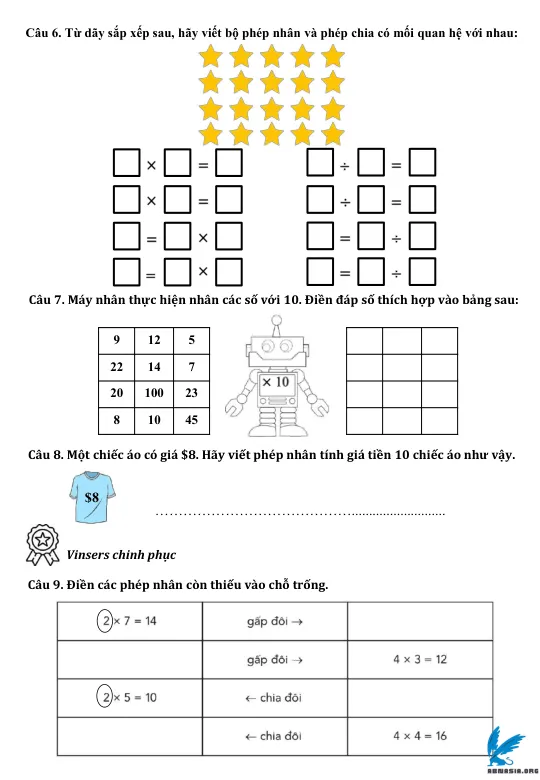 Câu 6. Từ dãy sắp xếp sau, hãy viết bộ phép nhân và phép chia có mối quan hệ với nhau:
× = ÷ =
× = ÷ =
= × = ÷
= × = ÷
Câu 7. Máy nhân thực hiện nhân các số với 10. Điền đáp số thích hợp vào bảng sau:
9 12 5
22 14 7
× 10
20 100 23
8 10 45
Câu 8. Một chiếc áo có giá $8. Hãy viết phép nhân tính giá tiền 10 chiếc áo như vậy.
$8
Vinsers chinh phục
Câu 9. Điền các phép nhân còn thiếu vào chỗ trống.
2 × 7 = 14 gấp đôi →
gấp đôi → 4 × 3 = 12
2 × 5 = 10 ← chia đôi
← chia đôi 4 × 4 = 16
ABMASIA.ORG